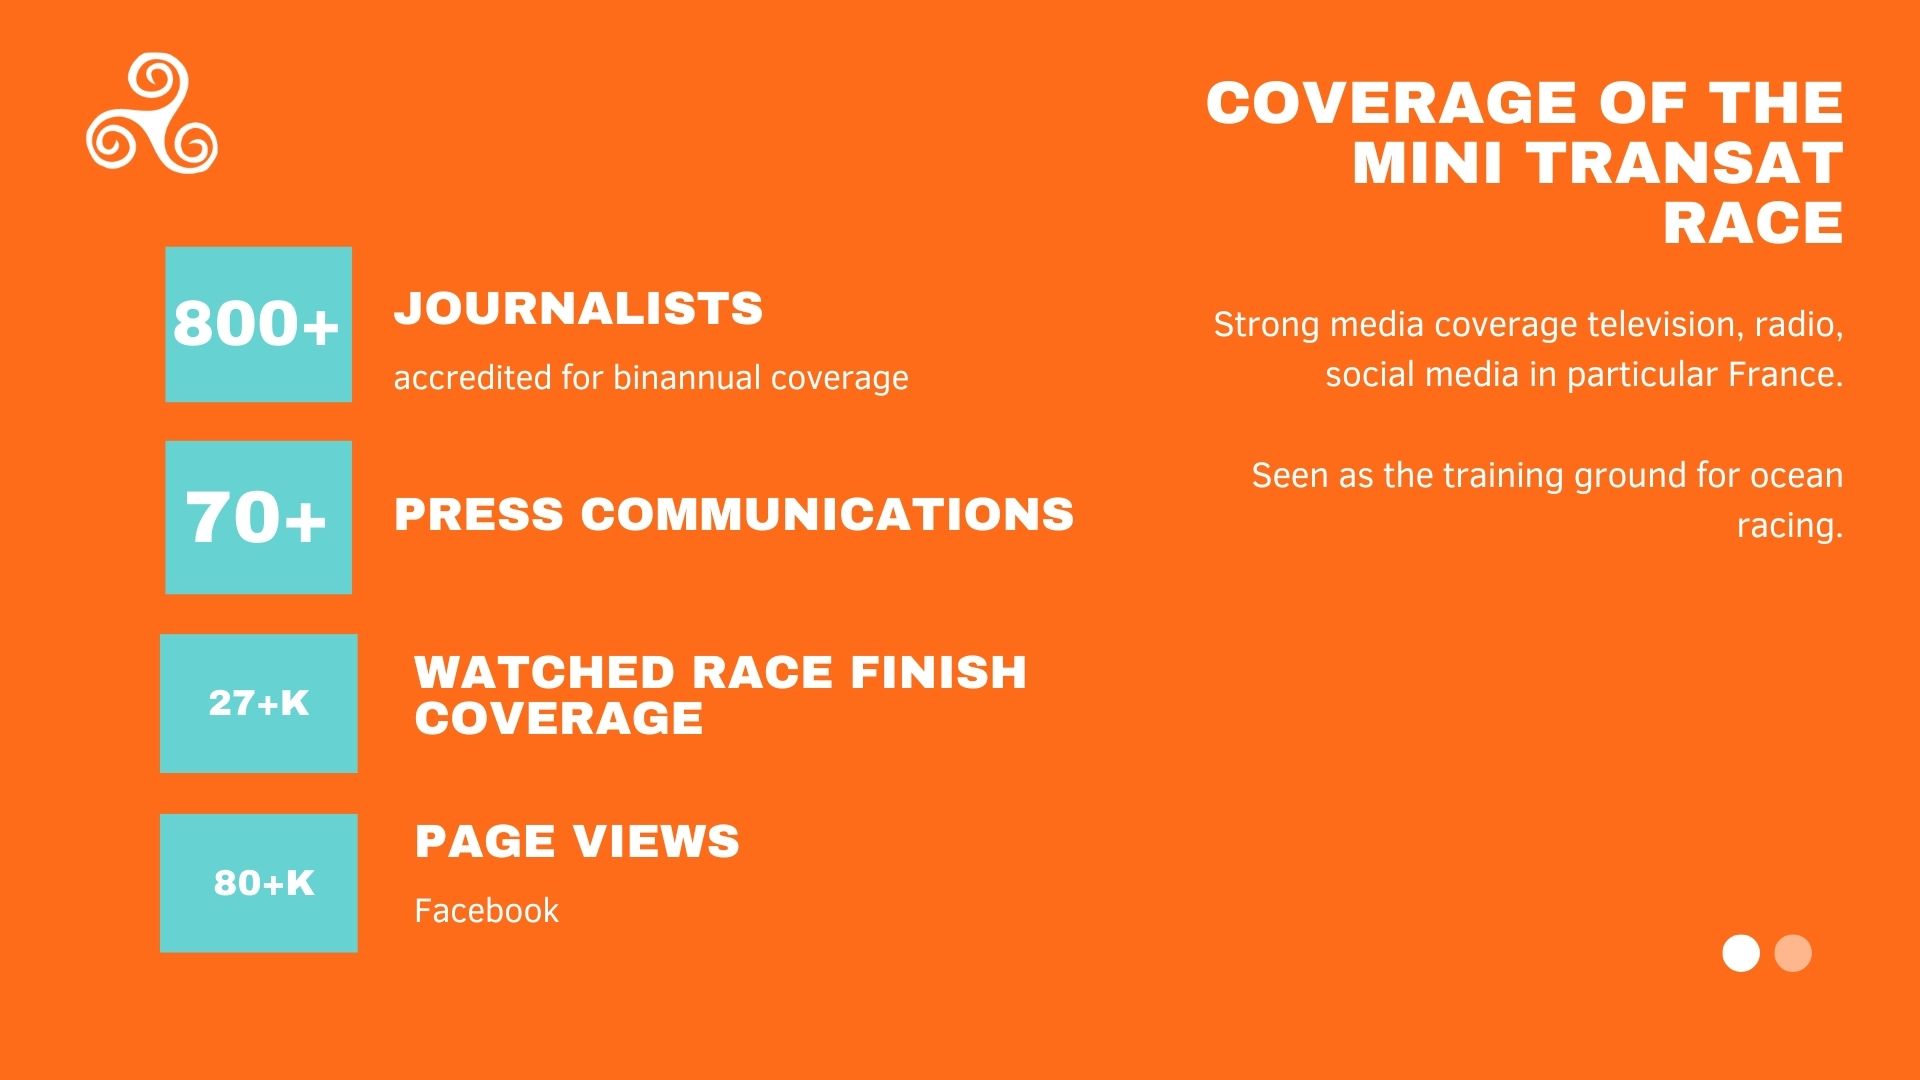 COVERAGE OF THE
MINI TRANSAT
RACE
Strong media coverage television, radio,
social media in particular France.
Seen as the training ground for ocean
racing.
800+
JOURNALISTS
accredited for binannual coverage
70+
PRESS COMMUNICATIONS
27+K
WATCHED RACE FINISH
COVERAGE
80+K
PAGE VIEWS
Facebook